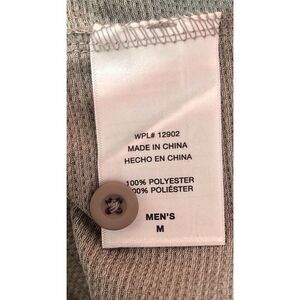 WPL# 12902
MADE IN CHINA
HECHO EN CHINA
100% POLYESTER
00% POLIÉSTER
MEN'S
M